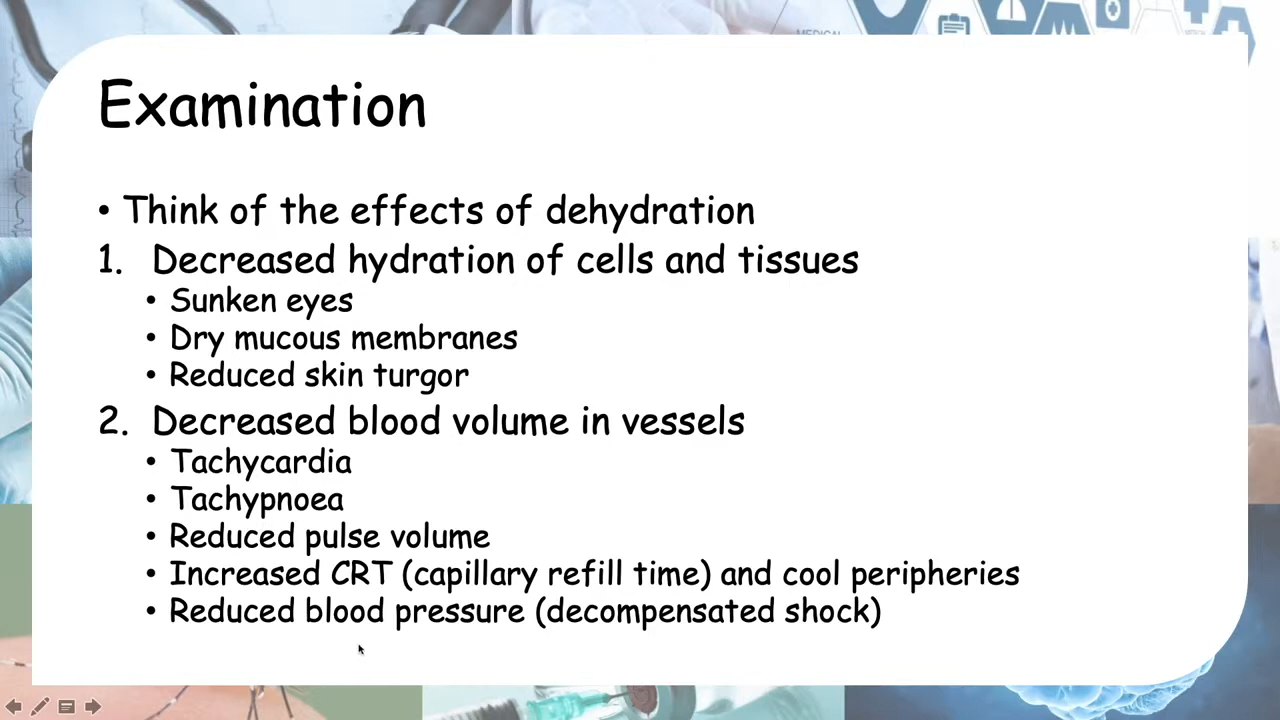 MEDICAL
Examination
• Think of the effects of dehydration
1. Decreased hydration of cells and tissues
• Sunken eyes
• Dry mucous membranes
• Reduced skin turgor
2. Decreased blood volume in vessels
• Tachycardia
• Tachypnoea
• Reduced pulse volume
• Increased CRT (capillary refill time) and cool peripheries
• Reduced blood pressure (decompensated shock)